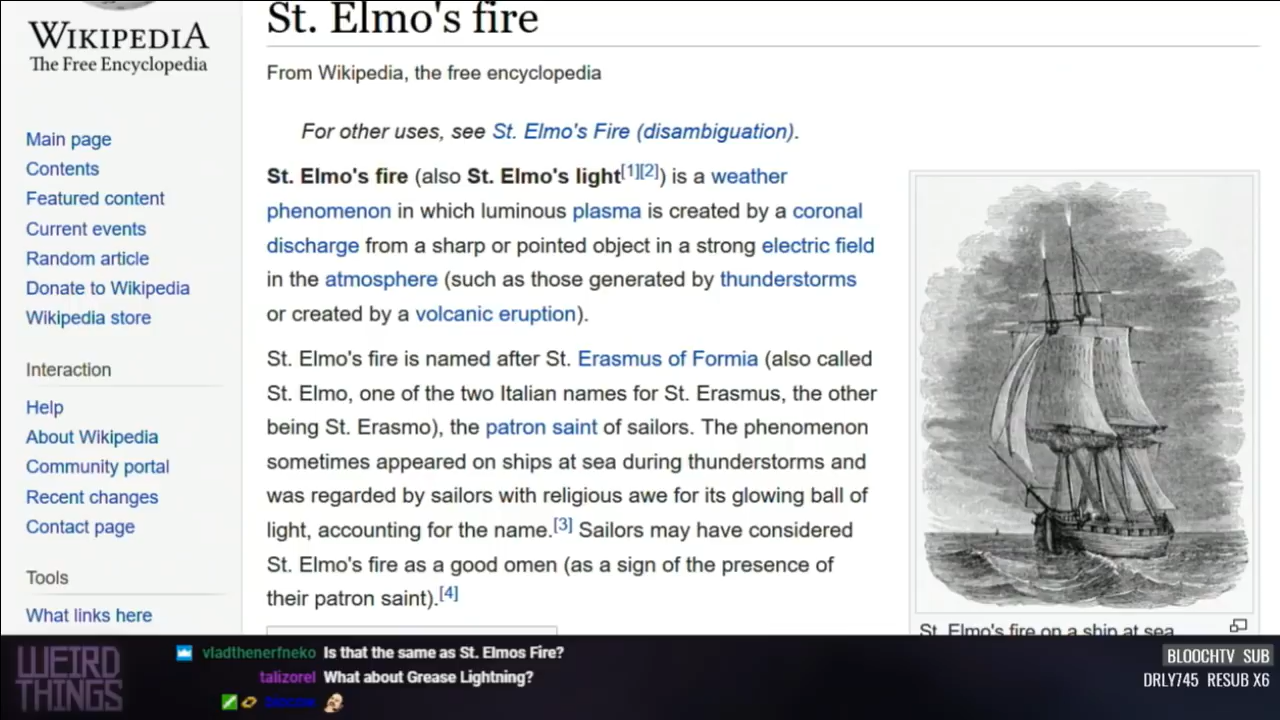 WIKIPEDIA
The Free Encyclopedia
Main page
Contents
Featured content
Current events
Random article
Donate to Wikipedia
Wikipedia store
Interaction
Help
About Wikipedia
Community portal
Recent changes
Contact page
Tools
What links here
St. Elmo's fire
From Wikipedia, the free encyclopedia
For other uses, see St. Elmo's Fire (disambiguation).
St. Elmo's fire (also St. Elmo's light[1][2]) is a weather
phenomenon in which luminous plasma is created by a coronal
discharge from a sharp or pointed object in a strong electric field
in the atmosphere (such as those generated by thunderstorms
or created by a volcanic eruption).
St. Elmo's fire is named after St. Erasmus of Formia (also called
St. Elmo, one of the two Italian names for St. Erasmus, the other
being St. Erasmo), the patron saint of sailors. The phenomenon
sometimes appeared on ships at sea during thunderstorms and
was regarded by sailors with religious awe for its glowing ball of
light, accounting for the name.[3] Sailors may have considered
St. Elmo's fire as a good omen (as a sign of the presence of
their patron saint).[4]
St. Elmo's fire on a ship at sea
WEIRD
THINGS
vladthenerfneko Is that the same as St. Elmos Fire?
talizorel What about Grease Lightning?
BLOOCHTV SUB
DRLY745 RESUB X6